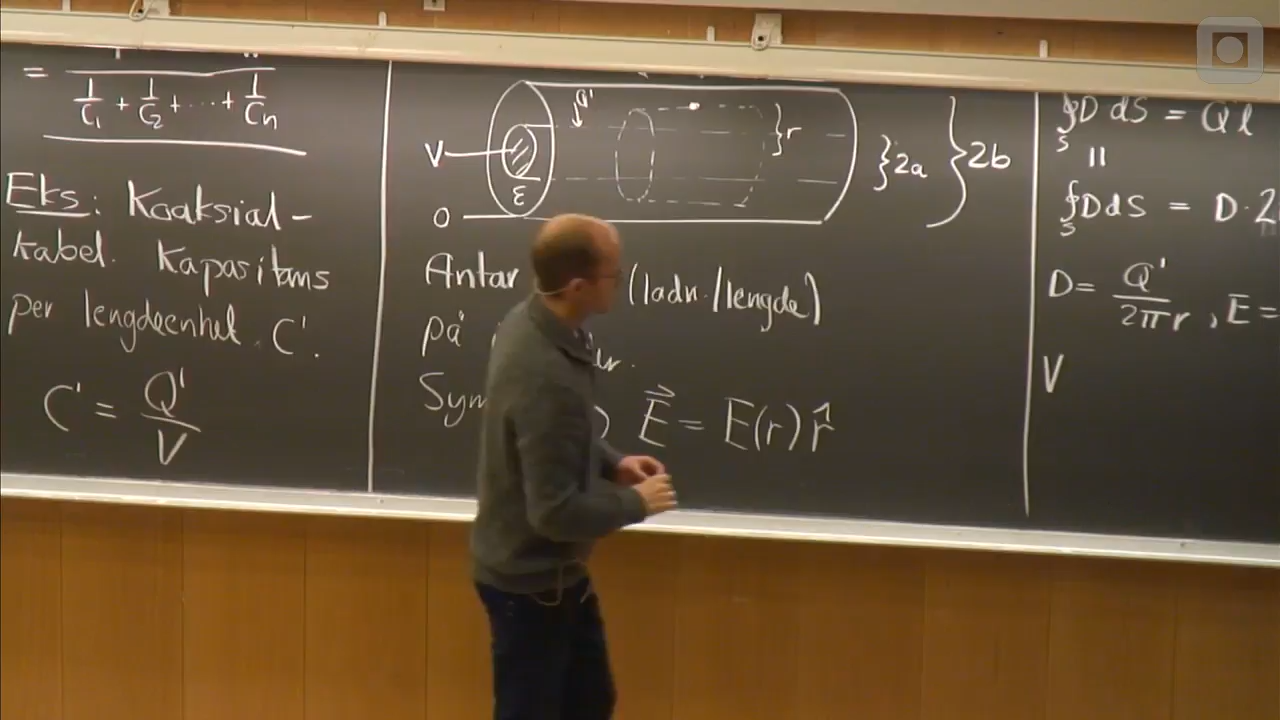 = 1/C₁ + 1/C₂ + ... + 1/Cn
Eks: Koaksial-
kabel. Kapasitans
per lengdeenhet, C'.
C' = Q'/V
Q'
V
ε
0
r
}2a
}2b
Antar (ladn./lengde)
på
Sym E⃗ = E(r) r̂
∮D dS = Q'l
S
||
∮D dS = D·2
S
D = Q'/2πr , E =
V